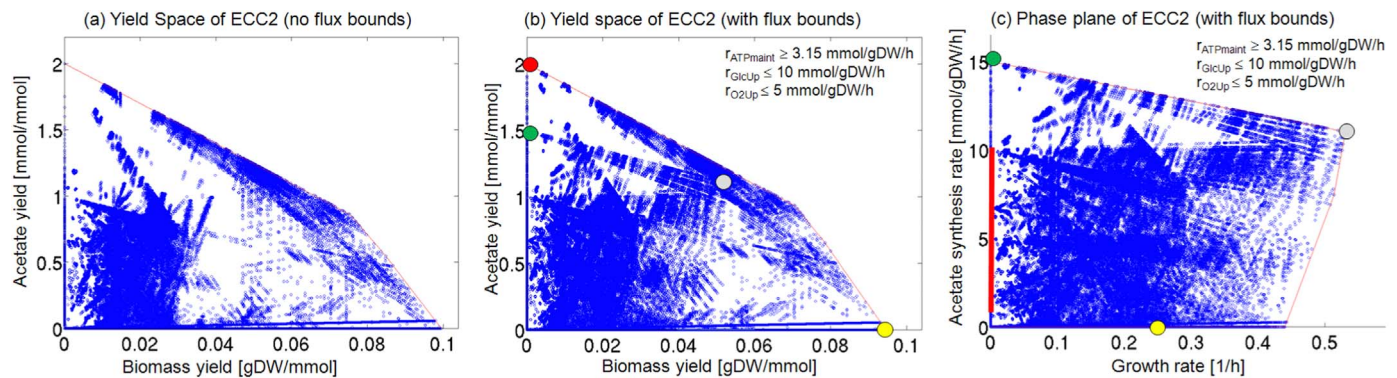 (a) Yield Space of ECC2 (no flux bounds)
Acetate yield [mmol/mmol]
2
1.5
1
0.5
0
0
0.02
0.04
0.06
0.08
0.1
Biomass yield [gDW/mmol]
(b) Yield space of ECC2 (with flux bounds)
r_ATPmaint ≥ 3.15 mmol/gDW/h
r_GlcUp ≤ 10 mmol/gDW/h
r_O2Up ≤ 5 mmol/gDW/h
Acetate yield [mmol/mmol]
2
1.5
1
0.5
0
0
0.02
0.04
0.06
0.08
0.1
Biomass yield [gDW/mmol]
(c) Phase plane of ECC2 (with flux bounds)
r_ATPmaint ≥ 3.15 mmol/gDW/h
r_GlcUp ≤ 10 mmol/gDW/h
r_O2Up ≤ 5 mmol/gDW/h
Acetate synthesis rate [mmol/gDW/h]
15
10
5
0
0
0.1
0.2
0.3
0.4
0.5
Growth rate [1/h]